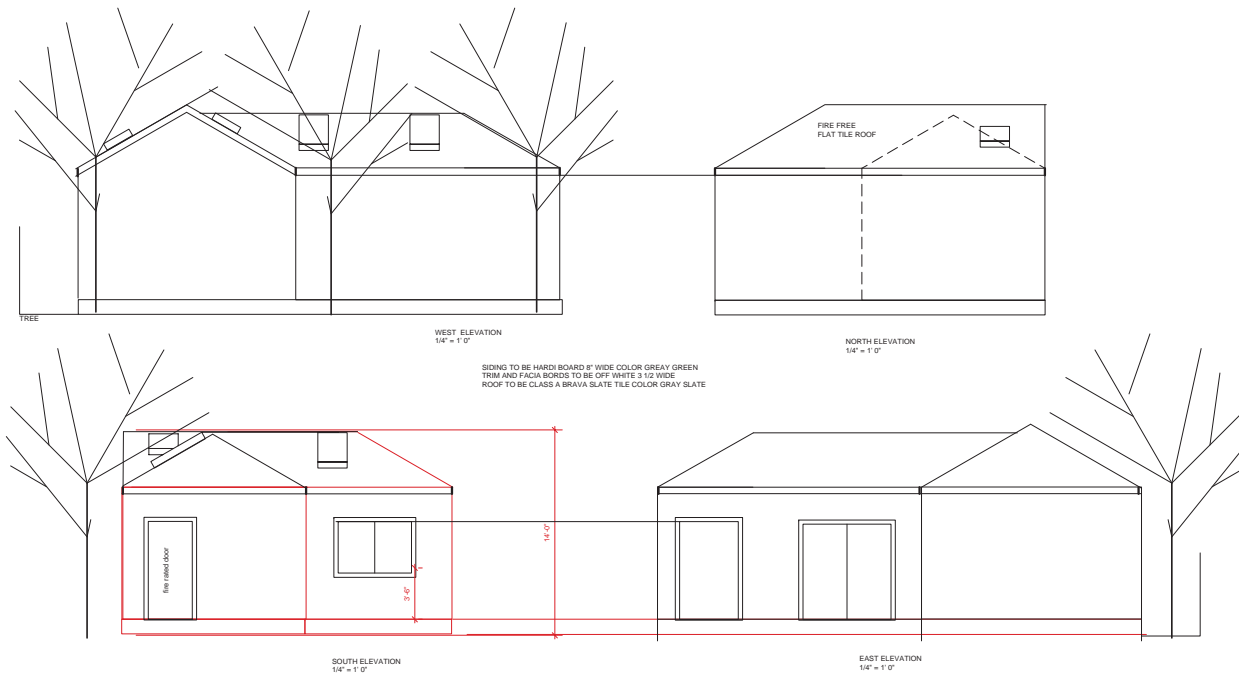 FIRE FREE
FLAT TILE ROOF
TREE
WEST ELEVATION
1/4" = 1' 0"
NORTH ELEVATION
1/4" = 1' 0"
SIDING TO BE HARDI BOARD 8" WIDE COLOR GREAY GREEN
TRIM AND FACIA BORDS TO BE OFF WHITE 3 1/2 WIDE
ROOF TO BE CLASS A BRAVA SLATE TILE COLOR GRAY SLATE
fire rated door
3'-6"
14'-0"
SOUTH ELEVATION
1/4" = 1' 0"
EAST ELEVATION
1/4" = 1' 0"